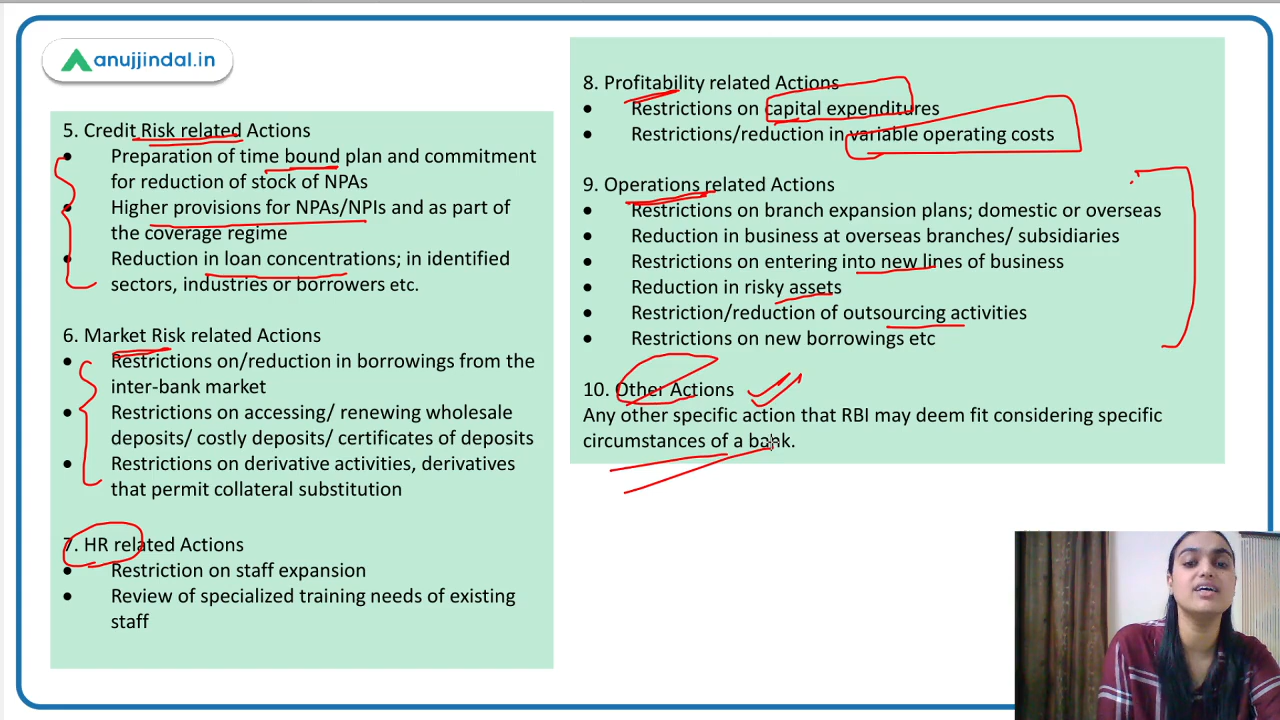 anujjindal.in
5. Credit Risk related Actions
• Preparation of time bound plan and commitment
for reduction of stock of NPAs
• Higher provisions for NPAs/NPIs and as part of
the coverage regime
• Reduction in loan concentrations; in identified
sectors, industries or borrowers etc.
6. Market Risk related Actions
• Restrictions on/reduction in borrowings from the
inter-bank market
• Restrictions on accessing/ renewing wholesale
deposits/ costly deposits/ certificates of deposits
• Restrictions on derivative activities, derivatives
that permit collateral substitution
7. HR related Actions
• Restriction on staff expansion
• Review of specialized training needs of existing
staff
8. Profitability related Actions
• Restrictions on capital expenditures
• Restrictions/reduction in variable operating costs
9. Operations related Actions
• Restrictions on branch expansion plans; domestic or overseas
• Reduction in business at overseas branches/ subsidiaries
• Restrictions on entering into new lines of business
• Reduction in risky assets
• Restriction/reduction of outsourcing activities
• Restrictions on new borrowings etc
10. Other Actions
Any other specific action that RBI may deem fit considering specific
circumstances of a bank.